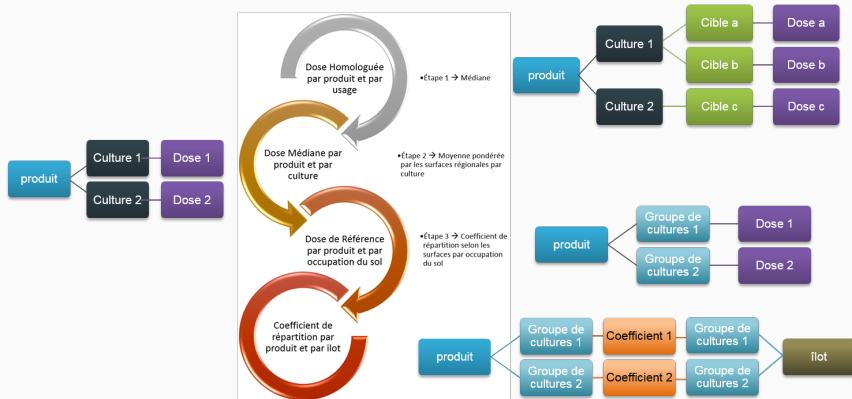 Dose Homologuée
par produit et par
usage
•Étape 1 → Médiane
Dose Médiane par
produit et par
culture
•Étape 2 → Moyenne pondérée
par les surfaces régionales par
culture
Dose de Référence
par produit et par
occupation du sol
•Étape 3 → Coefficient de
répartition selon les
surfaces par occupation
du sol
Coefficient de
répartition par
produit et par ilot
produit
Culture 1
Dose 1
Culture 2
Dose 2
produit
Culture 1
Cible a
Dose a
Cible b
Dose b
Culture 2
Cible c
Dose c
produit
Groupe de
cultures 1
Dose 1
Groupe de
cultures 2
Dose 2
produit
Groupe de
cultures 1
Coefficient 1
Groupe de
cultures 1
Groupe de
cultures 2
Coefficient 2
Groupe de
cultures 2
îlot